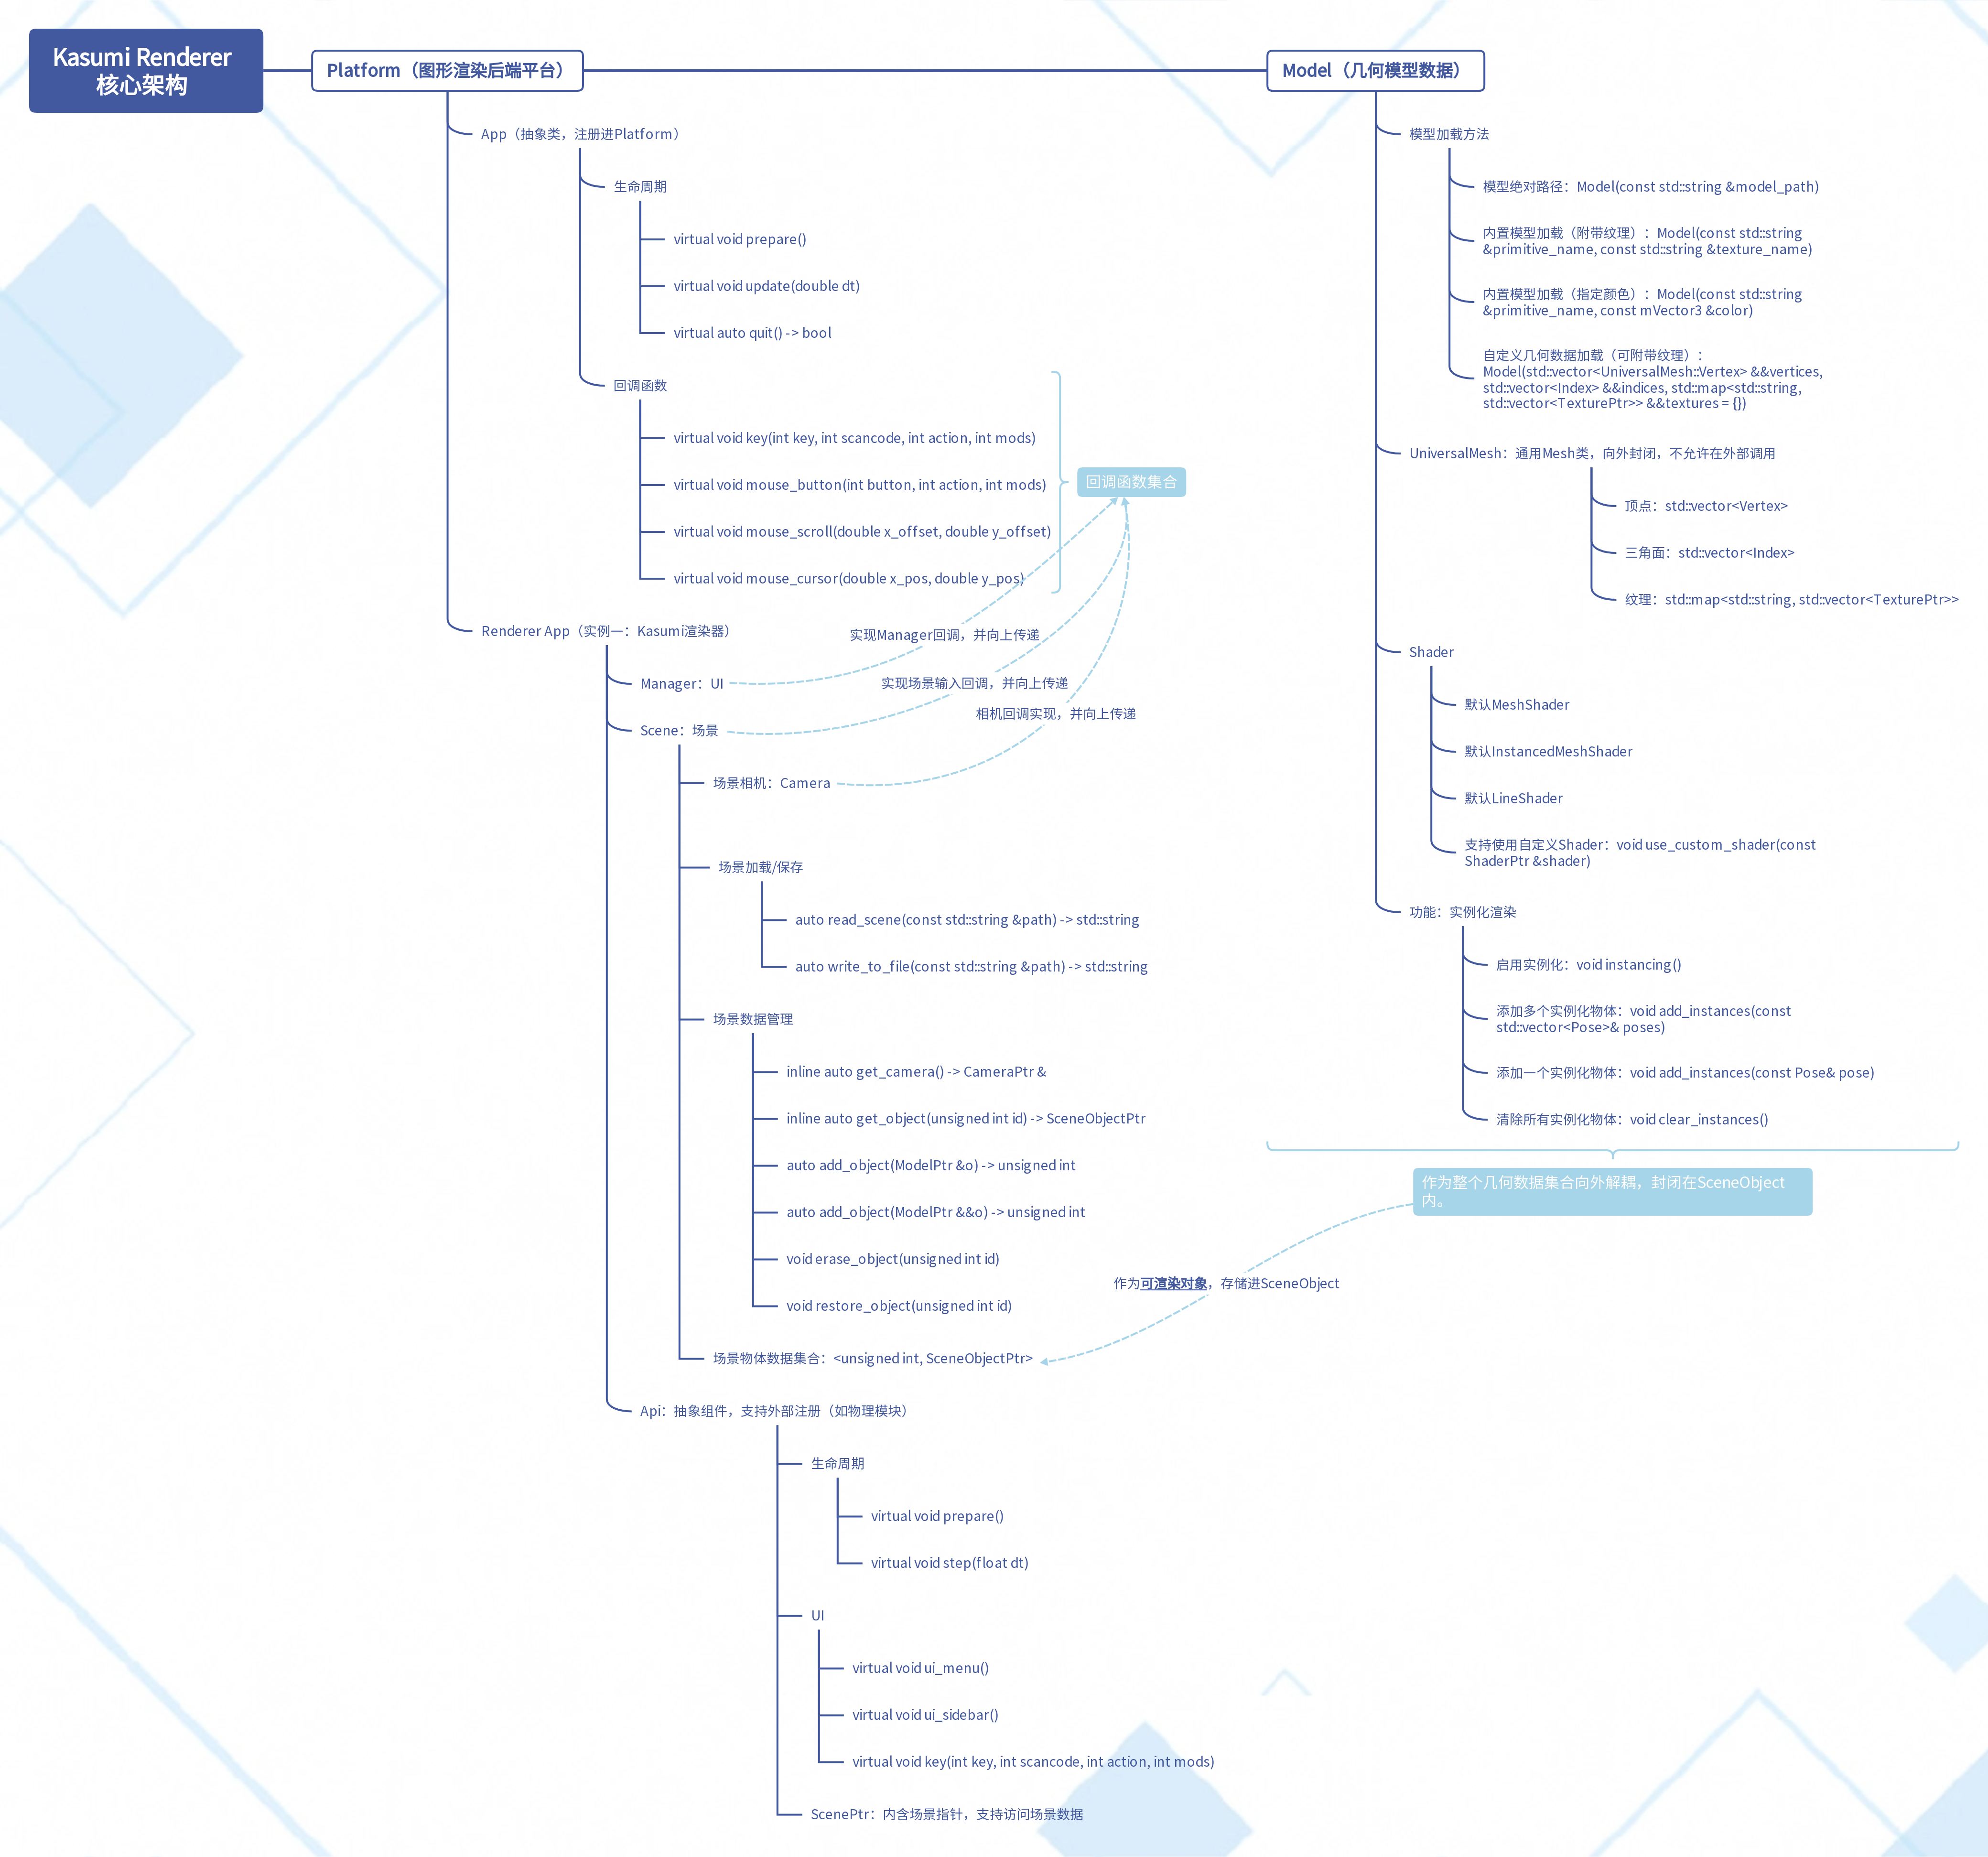 Kasumi Renderer
核心架构
Platform（图形渲染后端平台）
App（抽象类，注册进Platform）
生命周期
virtual void prepare()
virtual void update(double dt)
virtual auto quit() -> bool
回调函数
virtual void key(int key, int scancode, int action, int mods)
virtual void mouse_button(int button, int action, int mods)
virtual void mouse_scroll(double x_offset, double y_offset)
virtual void mouse_cursor(double x_pos, double y_pos)
回调函数集合
Renderer App（实例一：Kasumi渲染器）
实现Manager回调，并向上传递
Manager：UI
实现场景输入回调，并向上传递
相机回调实现，并向上传递
Scene：场景
场景相机：Camera
场景加载/保存
auto read_scene(const std::string &path) -> std::string
auto write_to_file(const std::string &path) -> std::string
场景数据管理
inline auto get_camera() -> CameraPtr &
inline auto get_object(unsigned int id) -> SceneObjectPtr
auto add_object(ModelPtr &o) -> unsigned int
auto add_object(ModelPtr &&o) -> unsigned int
void erase_object(unsigned int id)
void restore_object(unsigned int id)
场景物体数据集合：<unsigned int, SceneObjectPtr>
Api：抽象组件，支持外部注册（如物理模块）
生命周期
virtual void prepare()
virtual void step(float dt)
UI
virtual void ui_menu()
virtual void ui_sidebar()
virtual void key(int key, int scancode, int action, int mods)
ScenePtr：内含场景指针，支持访问场景数据
Model（几何模型数据）
模型加载方法
模型绝对路径：Model(const std::string &model_path)
内置模型加载（附带纹理）：Model(const std::string
&primitive_name, const std::string &texture_name)
内置模型加载（指定颜色）：Model(const std::string
&primitive_name, const mVector3 &color)
自定义几何数据加载（可附带纹理）：
Model(std::vector<UniversalMesh::Vertex> &&vertices,
std::vector<Index> &&indices, std::map<std::string,
std::vector<TexturePtr>> &&textures = {})
UniversalMesh：通用Mesh类，向外封闭，不允许在外部调用
顶点：std::vector<Vertex>
三角面：std::vector<Index>
纹理：std::map<std::string, std::vector<TexturePtr>>
Shader
默认MeshShader
默认InstancedMeshShader
默认LineShader
支持使用自定义Shader：void use_custom_shader(const
ShaderPtr &shader)
功能：实例化渲染
启用实例化：void instancing()
添加多个实例化物体：void add_instances(const
std::vector<Pose>& poses)
添加一个实例化物体：void add_instances(const Pose& pose)
清除所有实例化物体：void clear_instances()
作为整个几何数据集合向外解耦，封闭在SceneObject
内。
作为可渲染对象，存储进SceneObject